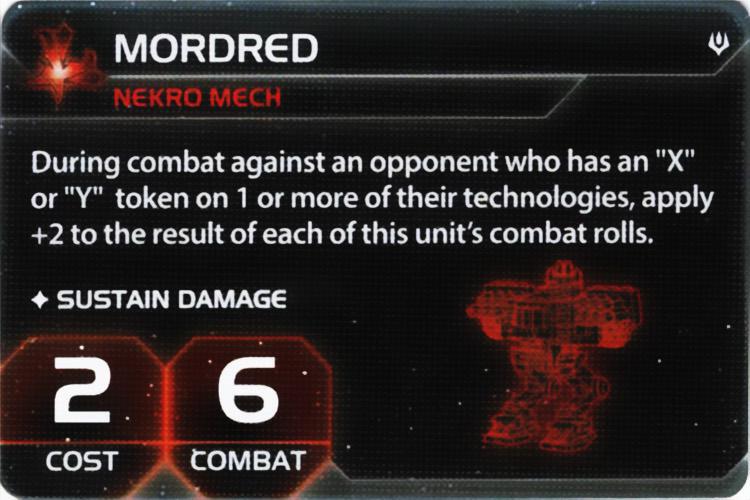 MORDRED
NEKRO MECH
During combat against an opponent who has an "X"
or "Y" token on 1 or more of their technologies, apply
+2 to the result of each of this unit's combat rolls.
SUSTAIN DAMAGE
2
COST
6
COMBAT